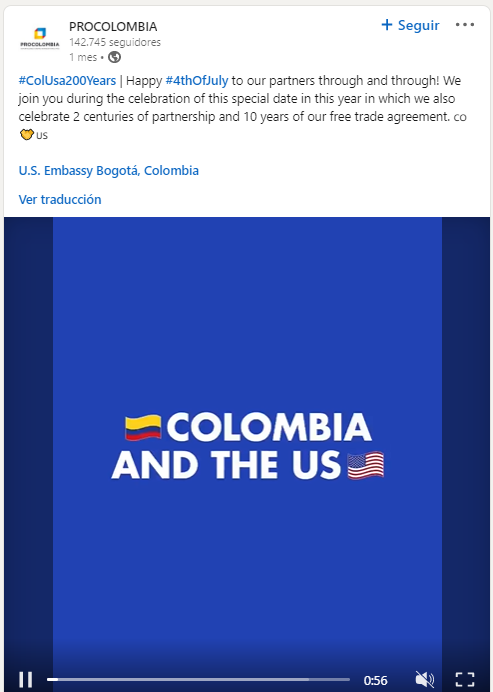 PROCOLOMBIA
PROCOLOMBIA
142.745 seguidores
+ Seguir
1 mes •
#ColUsa200Years | Happy #4thOfJuly to our partners through and through! We
join you during the celebration of this special date in this year in which we also
celebrate 2 centuries of partnership and 10 years of our free trade agreement. co
🤝us
U.S. Embassy Bogotá, Colombia
Ver traducción
🇨🇴COLOMBIA
AND THE US🇺🇸
0:56